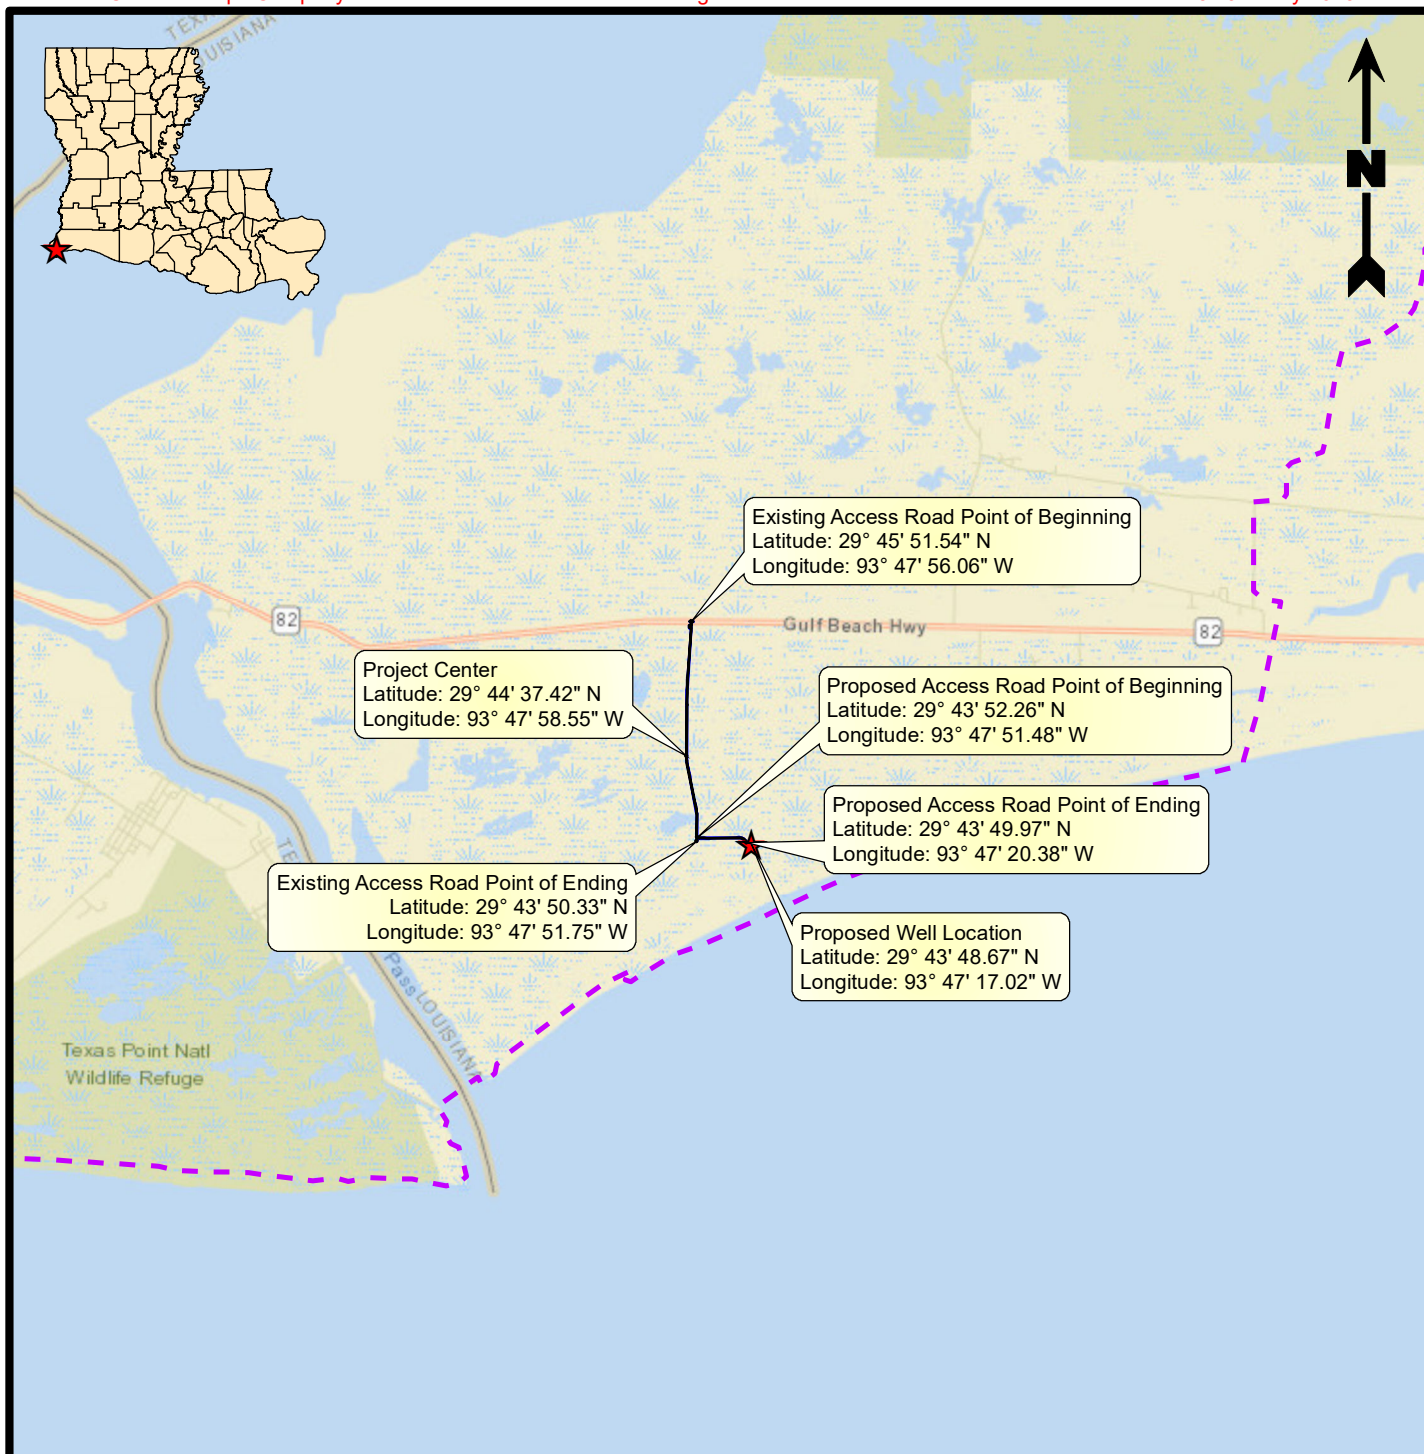 TEXAS
LOUISIANA
N
Existing Access Road Point of Beginning
Latitude: 29° 45' 51.54" N
Longitude: 93° 47' 56.06" W
82
Gulf Beach Hwy
82
Project Center
Latitude: 29° 44' 37.42" N
Longitude: 93° 47' 58.55" W
Proposed Access Road Point of Beginning
Latitude: 29° 43' 52.26" N
Longitude: 93° 47' 51.48" W
Proposed Access Road Point of Ending
Latitude: 29° 43' 49.97" N
Longitude: 93° 47' 20.38" W
Existing Access Road Point of Ending
Latitude: 29° 43' 50.33" N
Longitude: 93° 47' 51.75" W
Proposed Well Location
Latitude: 29° 43' 48.67" N
Longitude: 93° 47' 17.02" W
Pass
LOUISIANA
Texas Point Natl
Wildlife Refuge